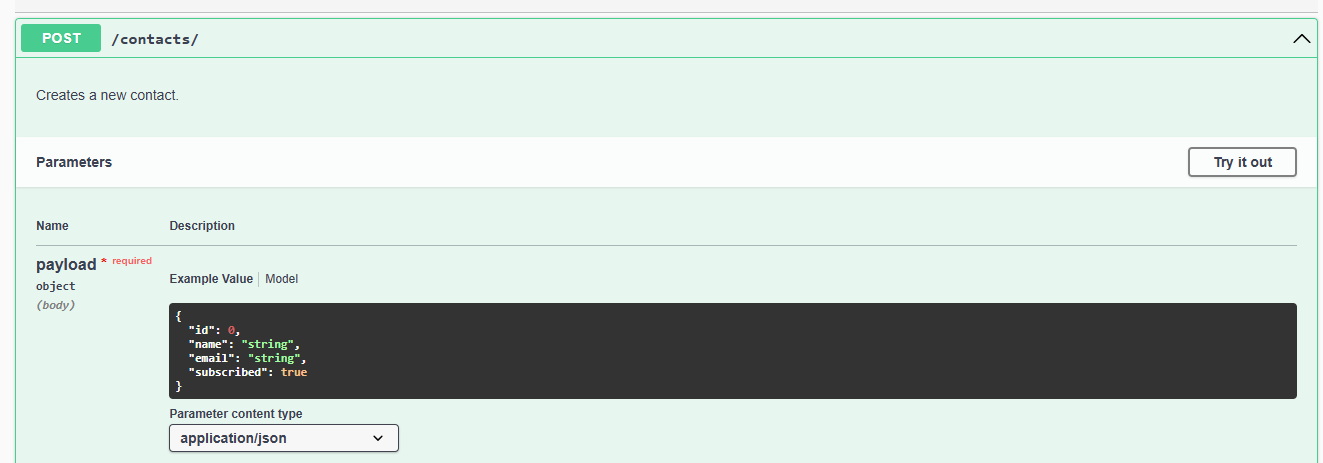 POST /contacts/
Creates a new contact.
Parameters
Try it out
Name Description
payload * required
object
(body)
Example Value Model
{
"id": 0,
"name": "string",
"email": "string",
"subscribed": true
}
Parameter content type
application/json